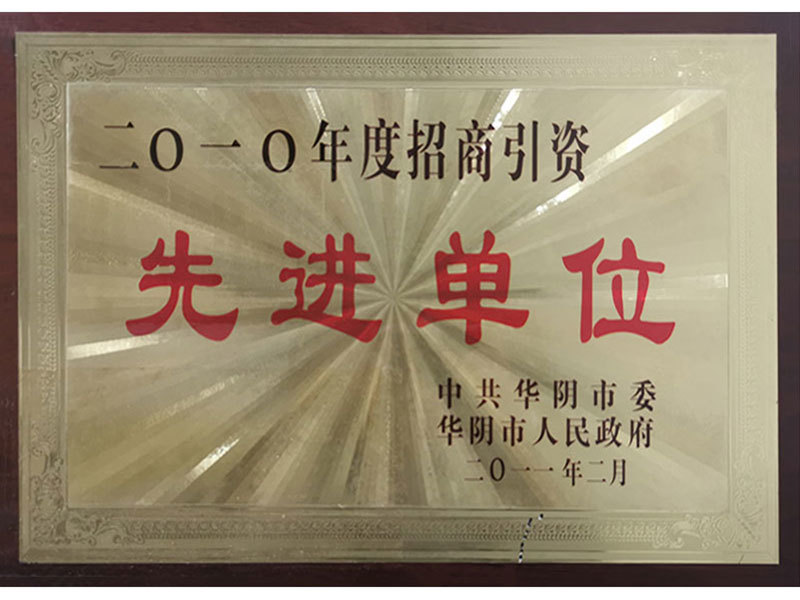 二〇一〇年度招商引资
先进单位
中共华阴市委
华阴市人民政府
二〇一一年二月